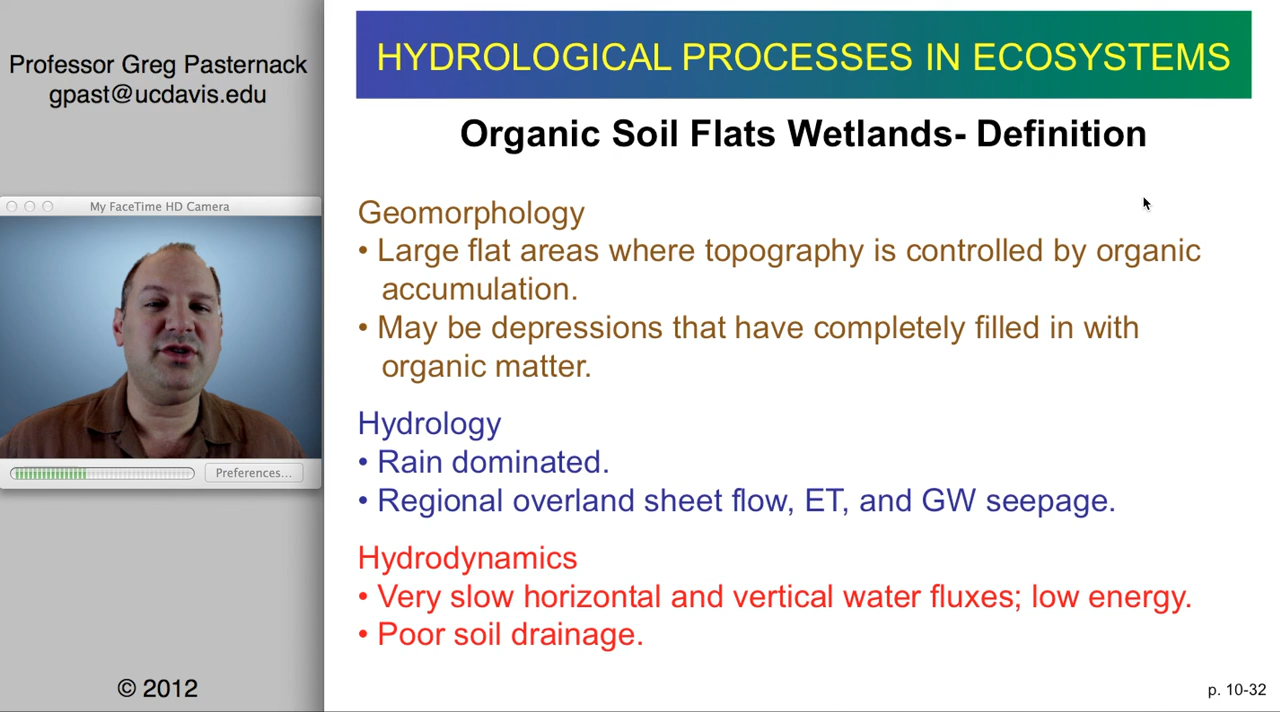 Professor Greg Pasternack
gpast@ucdavis.edu
My FaceTime HD Camera
Preferences...
© 2012
HYDROLOGICAL PROCESSES IN ECOSYSTEMS
Organic Soil Flats Wetlands- Definition
Geomorphology
• Large flat areas where topography is controlled by organic
accumulation.
• May be depressions that have completely filled in with
organic matter.
Hydrology
• Rain dominated.
• Regional overland sheet flow, ET, and GW seepage.
Hydrodynamics
• Very slow horizontal and vertical water fluxes; low energy.
• Poor soil drainage.
p. 10-32